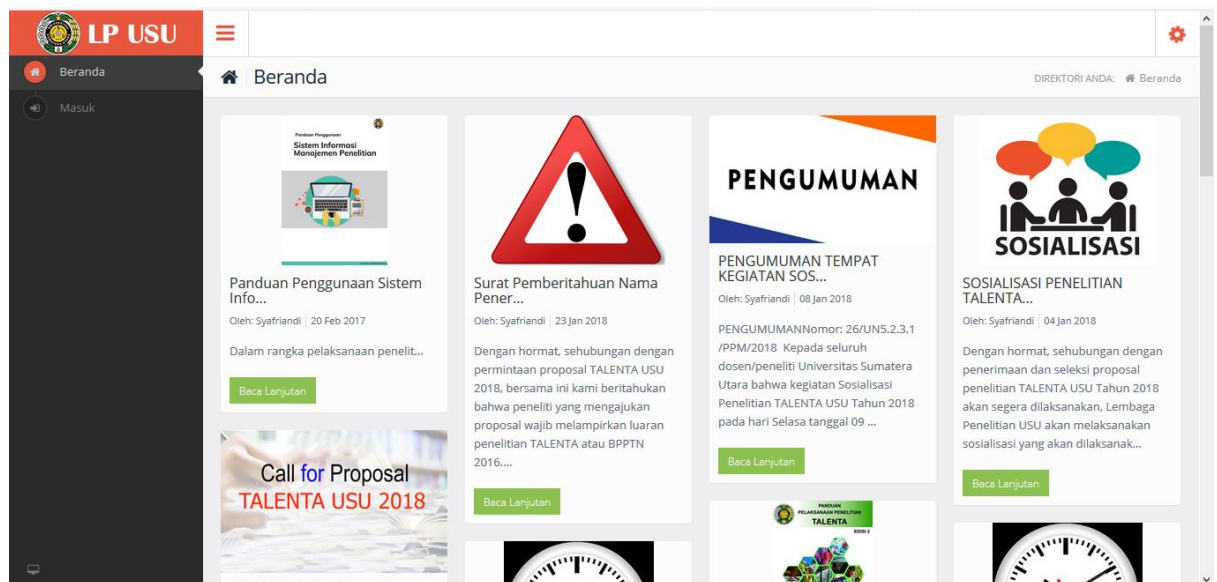 LP USU
Beranda
Masuk
Beranda
DIREKTORI ANDA: Beranda
Panduan Penggunaan
Sistem Informasi
Manajemen Penelitian
Panduan Penggunaan Sistem
Info...
Oleh: Syafriandi | 20 Feb 2017
Dalam rangka pelaksanaan penelit...
Baca Lanjutan
Call for Proposal
TALENTA USU 2018
Surat Pemberitahuan Nama
Pener...
Oleh: Syafriandi | 23 Jan 2018
Dengan hormat, sehubungan dengan
permintaan proposal TALENTA USU
2018, bersama ini kami beritahukan
bahwa peneliti yang mengajukan
proposal wajib melampirkan luaran
penelitian TALENTA atau BPPTN
2016....
Baca Lanjutan
PENGUMUMAN
PENGUMUMAN TEMPAT
KEGIATAN SOS...
Oleh: Syafriandi | 08 Jan 2018
PENGUMUMANNomor: 26/UN5.2.3.1
/PPM/2018 Kepada seluruh
dosen/peneliti Universitas Sumatera
Utara bahwa kegiatan Sosialisasi
Penelitian TALENTA USU Tahun 2018
pada hari Selasa tanggal 09 ...
Baca Lanjutan
PANDUAN
PELAKSANAAN PENELITIAN
TALENTA
EDISI 2
SOSIALISASI
SOSIALISASI PENELITIAN
TALENTA...
Oleh: Syafriandi | 04 Jan 2018
Dengan hormat, sehubungan dengan
penerimaan dan seleksi proposal
penelitian TALENTA USU Tahun 2018
akan segera dilaksanakan, Lembaga
Penelitian USU akan melaksanakan
sosialisasi yang akan dilaksanak...
Baca Lanjutan